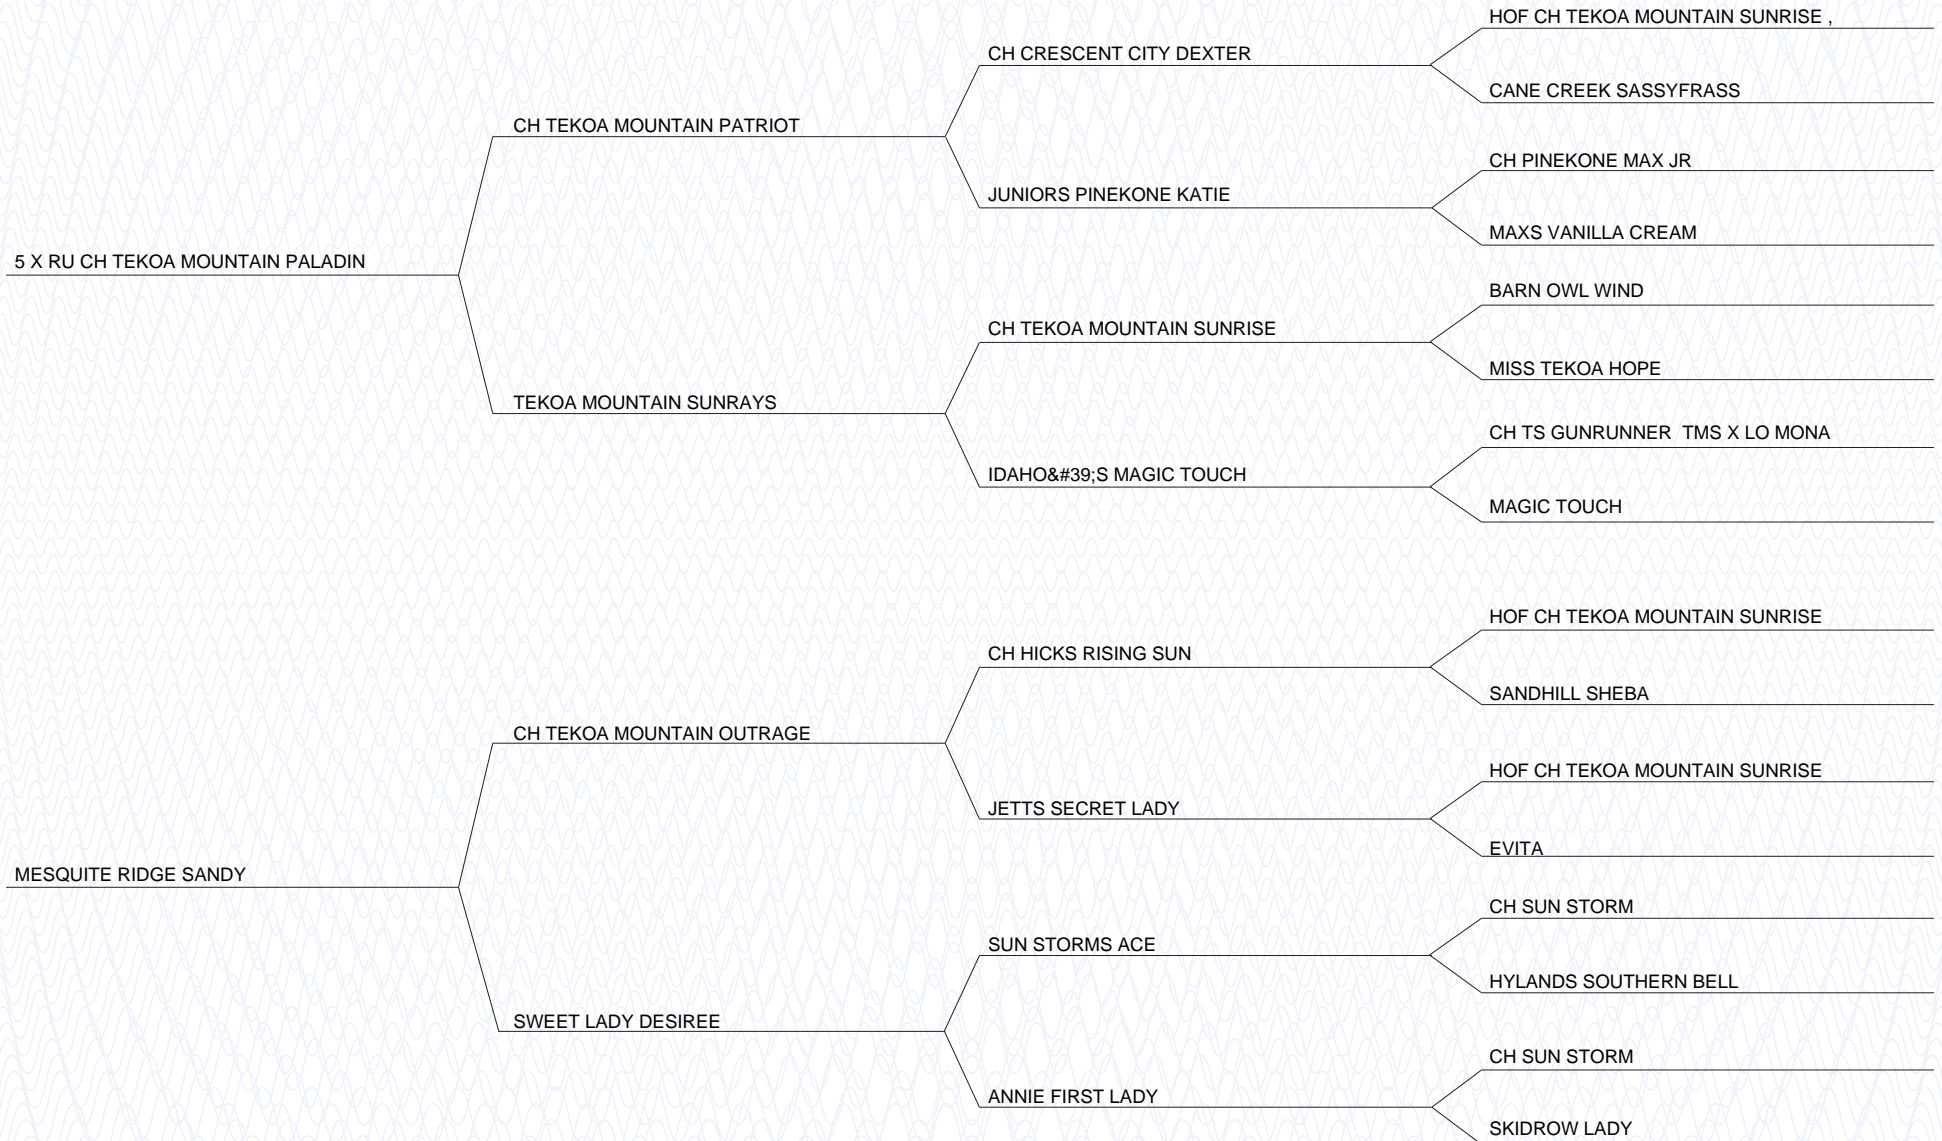 HOF CH TEKOA MOUNTAIN SUNRISE ,
CH CRESCENT CITY DEXTER
CANE CREEK SASSYFRASS
CH TEKOA MOUNTAIN PATRIOT
CH PINEKONE MAX JR
JUNIORS PINEKONE KATIE
MAXS VANILLA CREAM
5 X RU CH TEKOA MOUNTAIN PALADIN
BARN OWL WIND
CH TEKOA MOUNTAIN SUNRISE
MISS TEKOA HOPE
TEKOA MOUNTAIN SUNRAYS
CH TS GUNRUNNER  TMS X LO MONA
IDAHO&#39;S MAGIC TOUCH
MAGIC TOUCH
HOF CH TEKOA MOUNTAIN SUNRISE
CH HICKS RISING SUN
SANDHILL SHEBA
CH TEKOA MOUNTAIN OUTRAGE
HOF CH TEKOA MOUNTAIN SUNRISE
JETTS SECRET LADY
EVITA
MESQUITE RIDGE SANDY
CH SUN STORM
SUN STORMS ACE
HYLANDS SOUTHERN BELL
SWEET LADY DESIREE
CH SUN STORM
ANNIE FIRST LADY
SKIDROW LADY